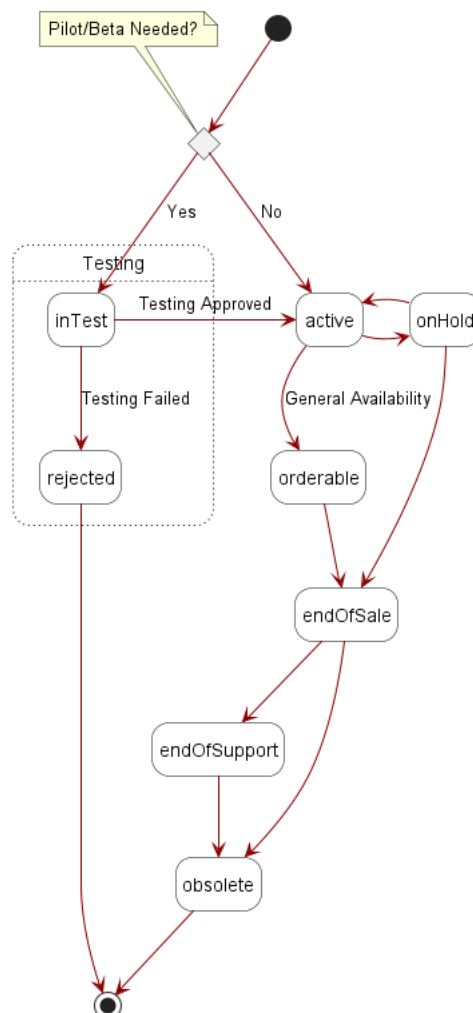 Pilot/Beta Needed?
Yes
No
Testing
inTest
Testing Approved
active
onHold
Testing Failed
General Availability
rejected
orderable
endOfSale
endOfSupport
obsolete